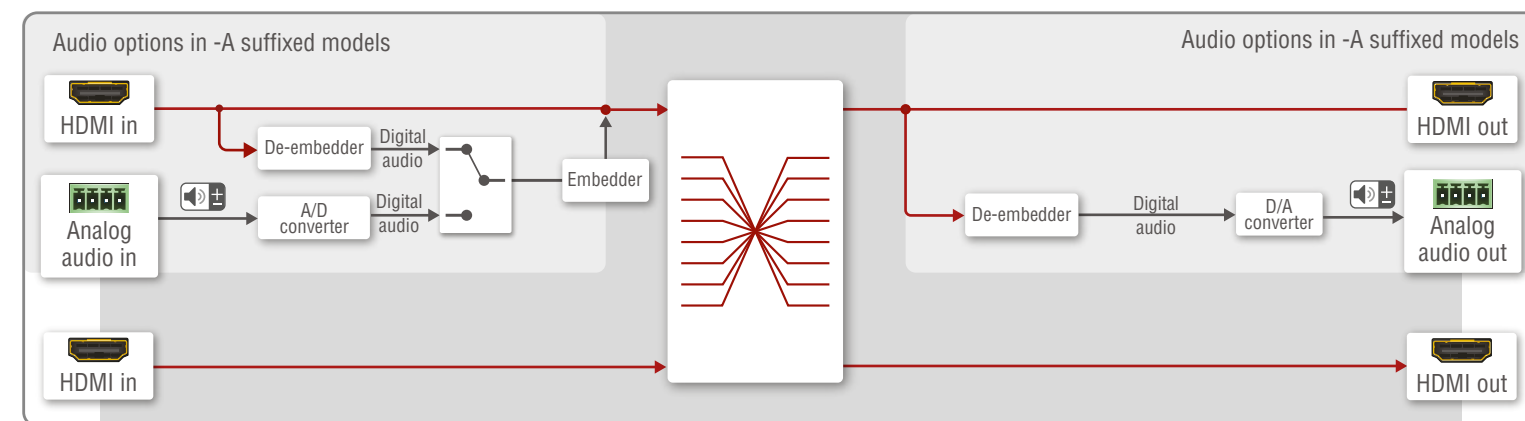 Audio options in -A suffixed models
Audio options in -A suffixed models
HDMI in
De-embedder
Digital
audio
Analog
audio in
A/D
converter
Digital
audio
Embedder
De-embedder
Digital
audio
D/A
converter
HDMI out
Analog
audio out
HDMI in
HDMI out